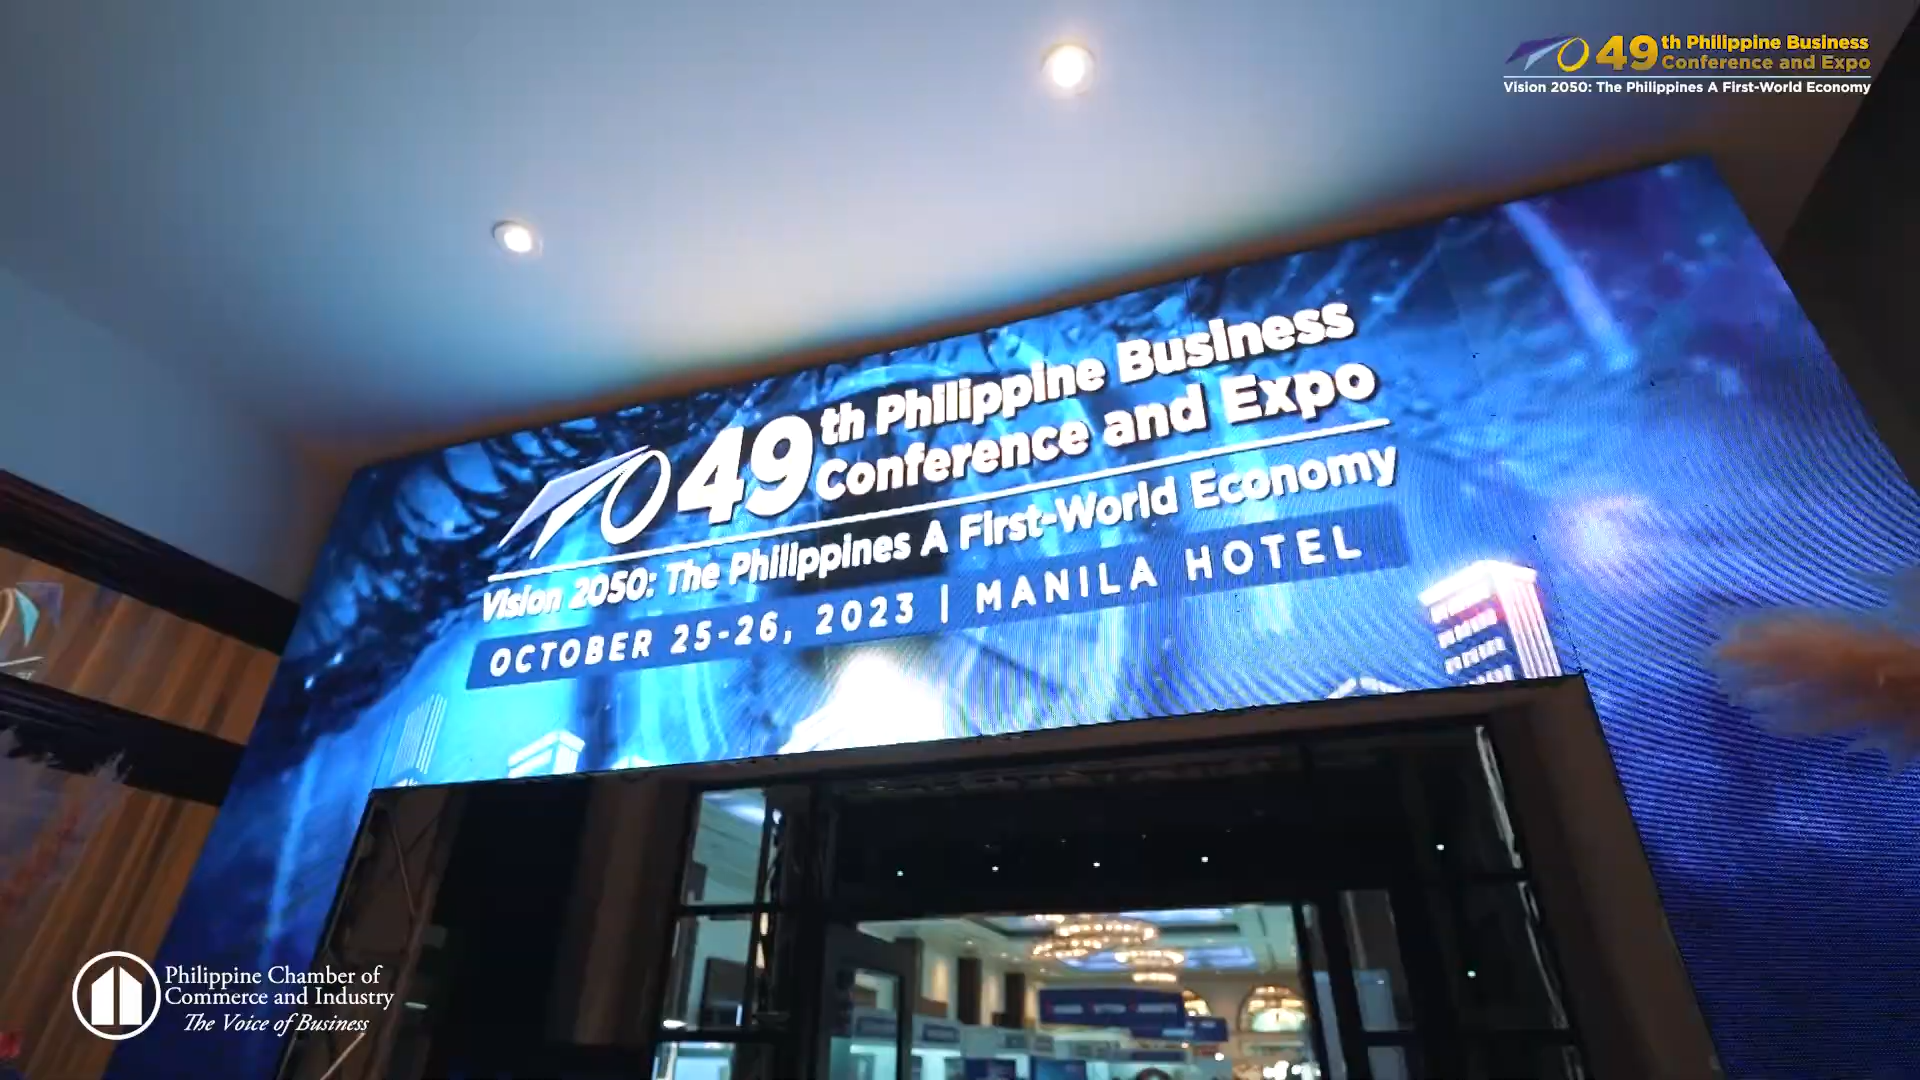 49th Philippine Business
Conference and Expo
Vision 2050: The Philippines A First-World Economy
49th Philippine Business
Conference and Expo
Vision 2050: The Philippines A First-World Economy
OCTOBER 25-26, 2023 | MANILA HOTEL
Philippine Chamber of
Commerce and Industry
The Voice of Business